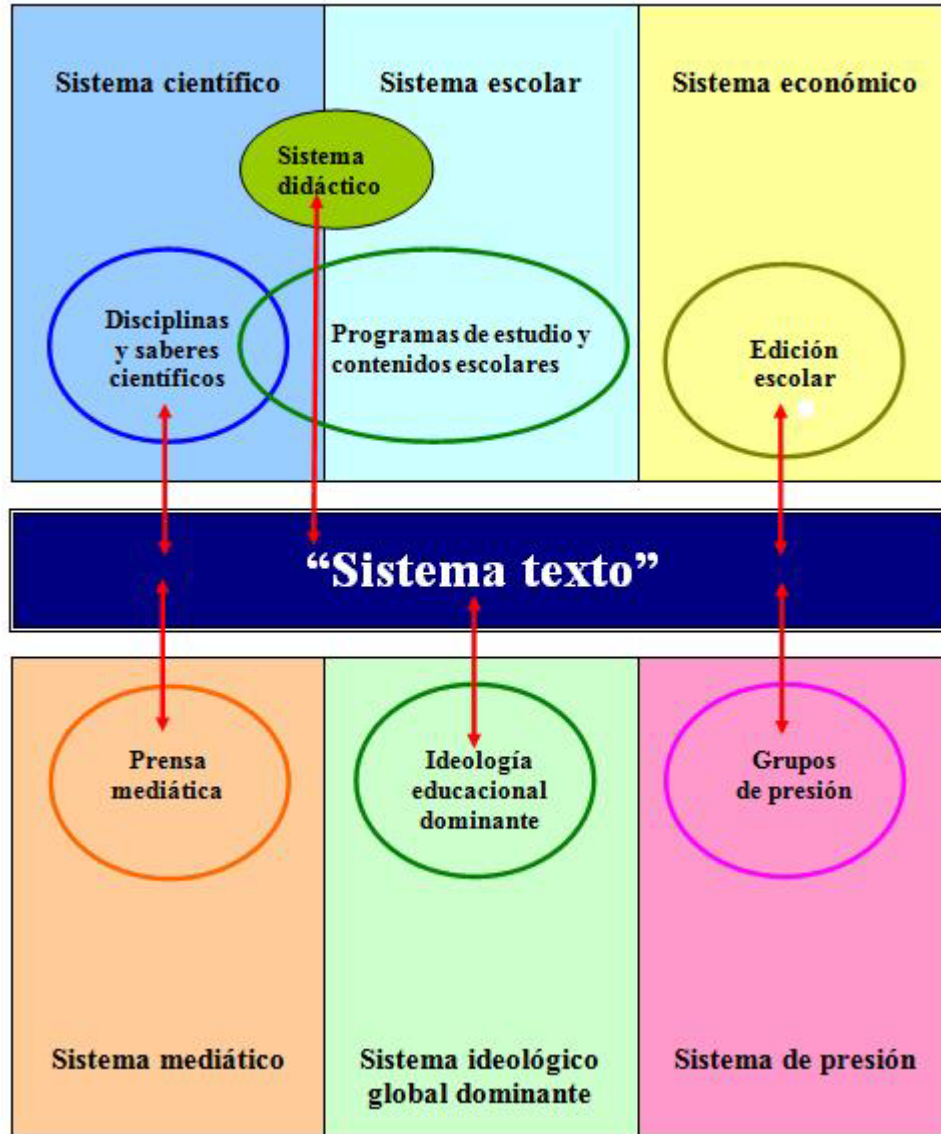 Sistema científico
Sistema escolar
Sistema económico
Sistema
didáctico
Disciplinas
y saberes
científicos
Programas de estudio y
contenidos escolares
Edición
escolar
“Sistema texto”
Prensa
mediática
Ideología
educacional
dominante
Grupos
de presión
Sistema mediático
Sistema ideológico
global dominante
Sistema de presión